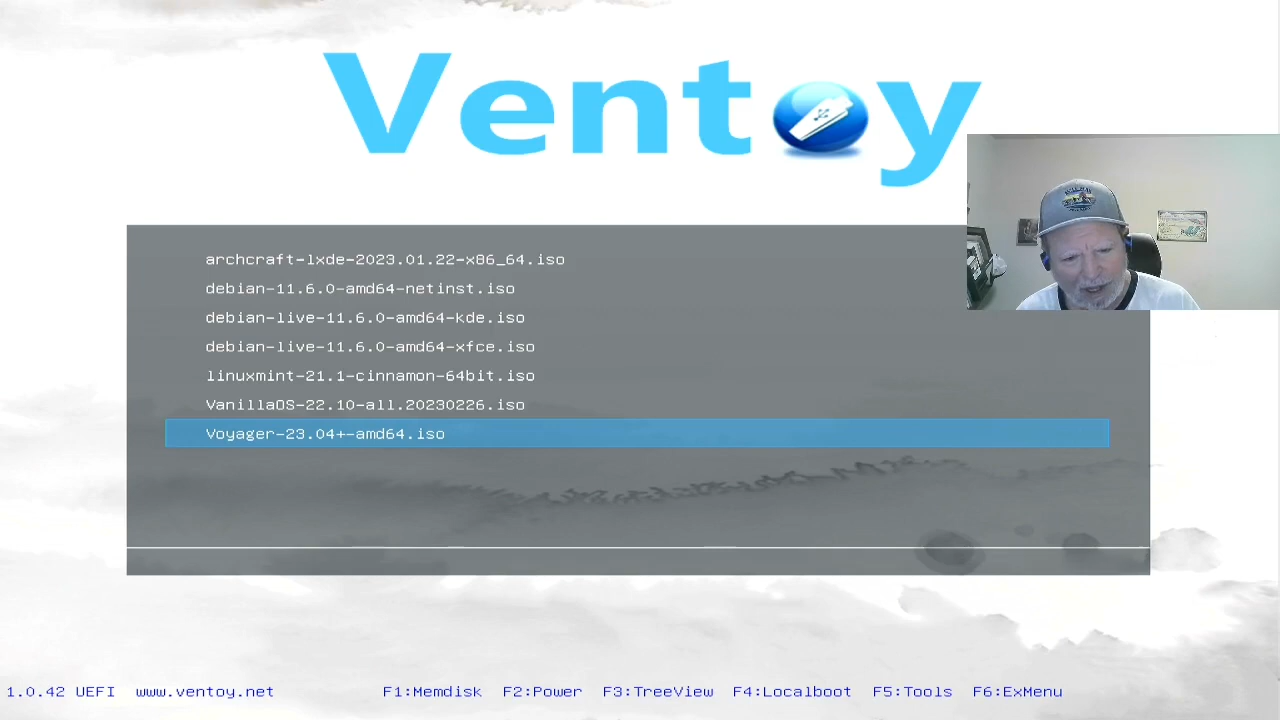 Ventoy
archcraft-lxde-2023.01.22-x86_64.iso
debian-11.6.0-amd64-netinst.iso
debian-live-11.6.0-amd64-kde.iso
debian-live-11.6.0-amd64-xfce.iso
linuxmint-21.1-cinnamon-64bit.iso
VanillaOS-22.10-all.20230226.iso
Voyager-23.04+-amd64.iso
1.0.42 UEFI www.ventoy.net F1:Memdisk F2:Power F3:TreeView F4:Localboot F5:Tools F6:ExMenu